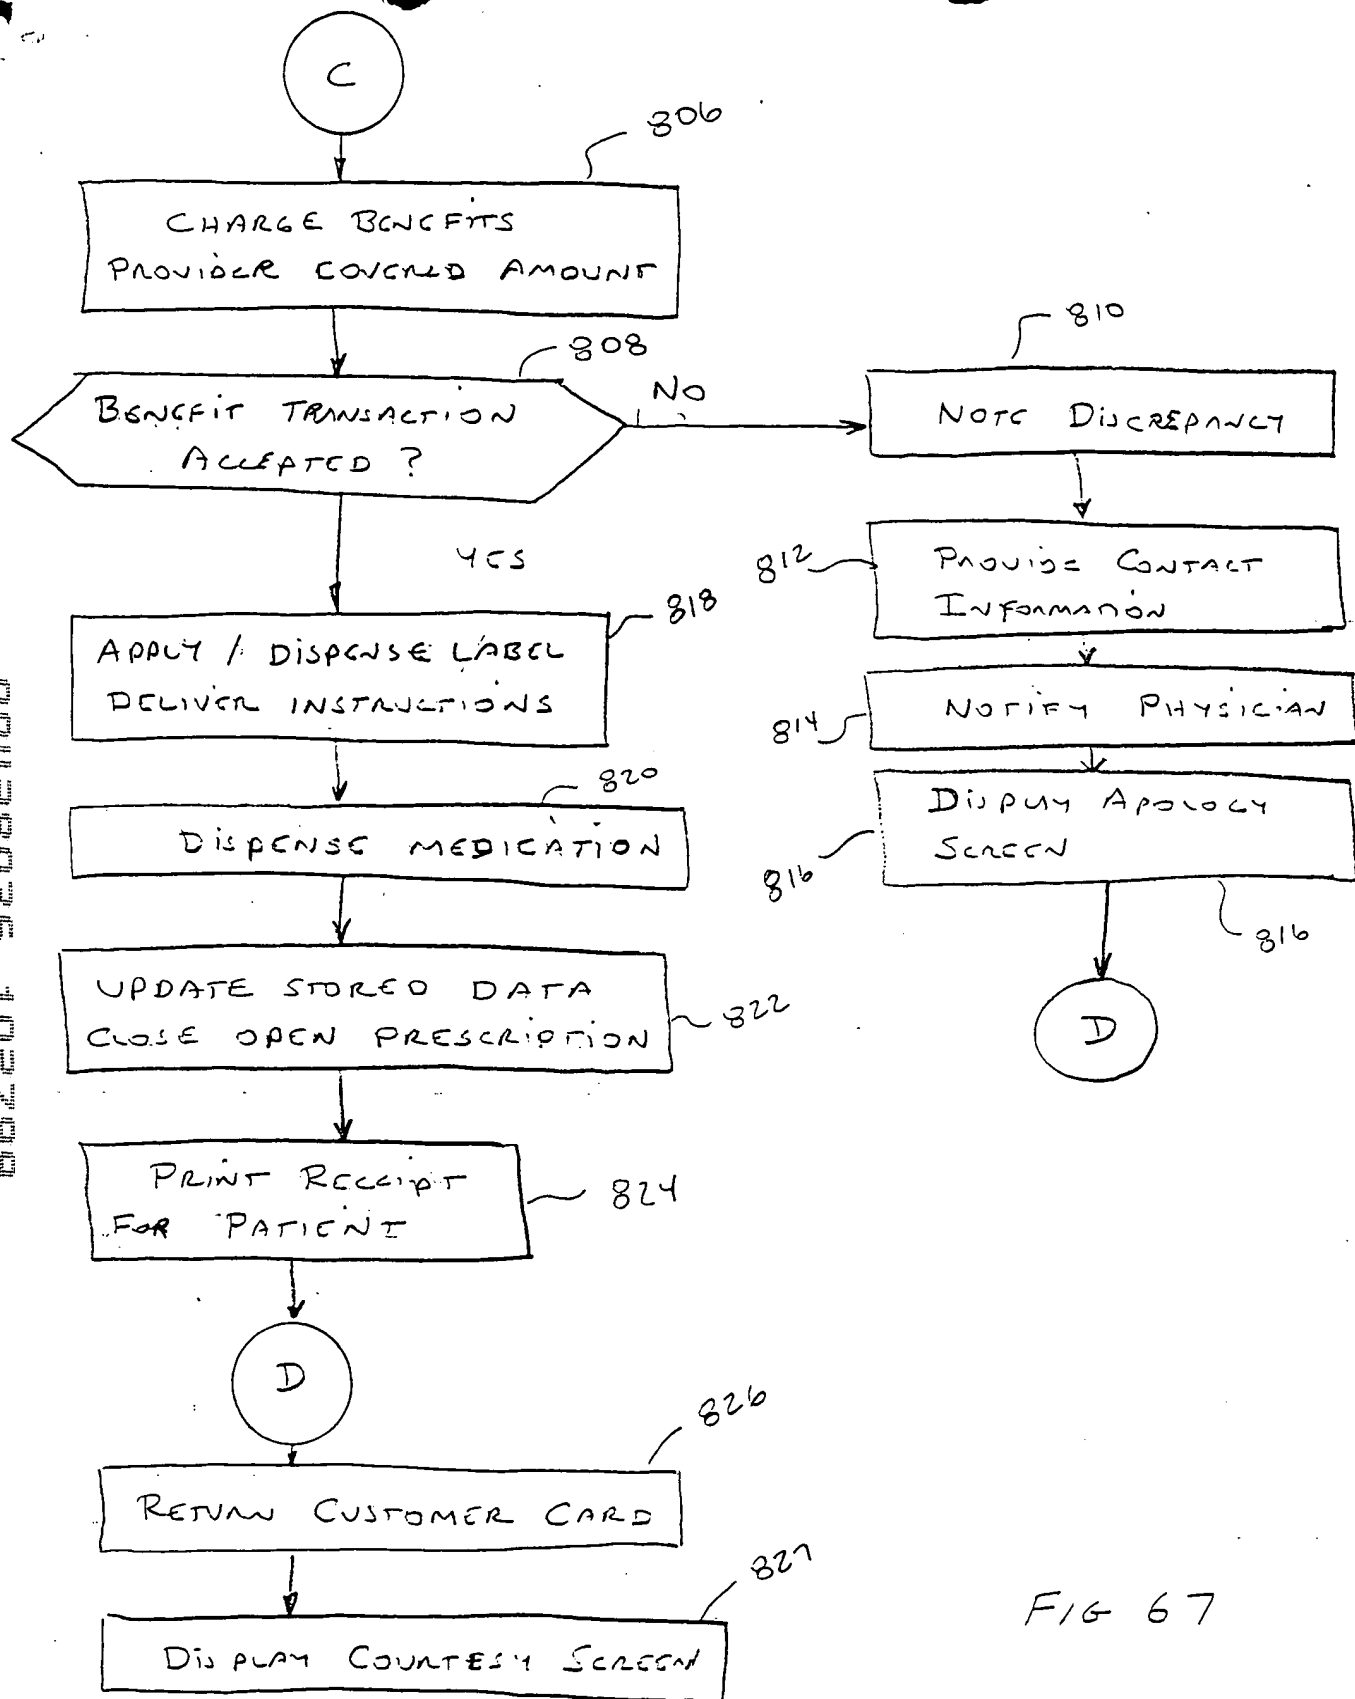 C
806
CHARGE BENEFITS
PROVIDER COVERED AMOUNT
808
BENEFIT TRANSACTION
ACCEPTED ?
NO
810
NOTE DISCREPANCY
YES
812
PROVIDE CONTACT
INFORMATION
818
APPLY / DISPENSE LABEL
DELIVER INSTRUCTIONS
814
NOTIFY PHYSICIAN
820
DISPENSE MEDICATION
DISPLAY APOLOGY
SCREEN
816
816
D
UPDATE STORED DATA
CLOSE OPEN PRESCRIPTION
822
PRINT RECEIPT
FOR PATIENT
824
D
826
RETURN CUSTOMER CARD
827
DISPLAY COURTESY SCREEN
FIG 67